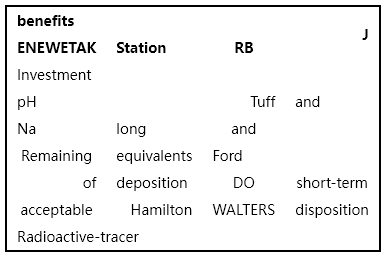 benefits J
ENEWETAK Station RB
Investment
pH Tuff and
Na long and
Remaining equivalents Ford
of deposition DO short-term
acceptable Hamilton WALTERS disposition
Radioactive-tracer